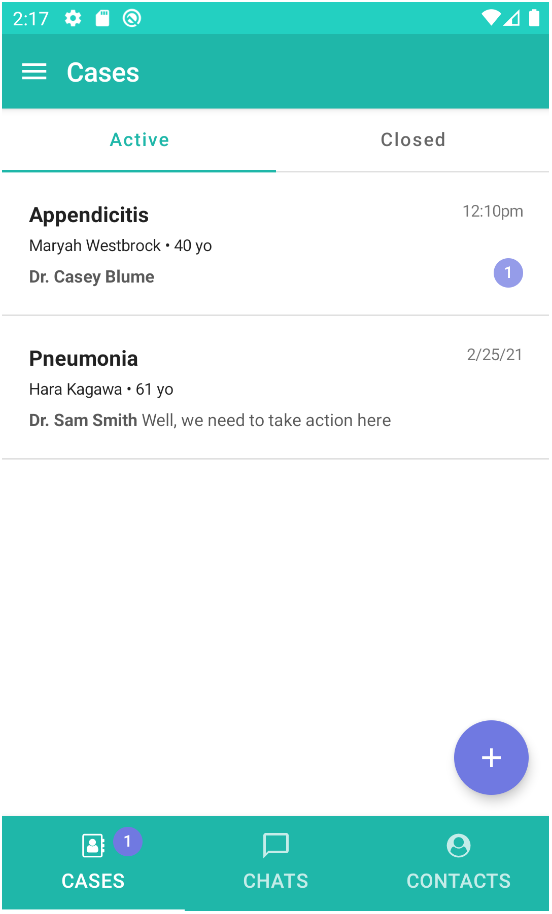 2:17
Cases
Active
Closed
Appendicitis
12:10pm
Maryah Westbrock • 40 yo
Dr. Casey Blume
1
Pneumonia
2/25/21
Hara Kagawa • 61 yo
Dr. Sam Smith Well, we need to take action here
+
1
CASES
CHATS
CONTACTS